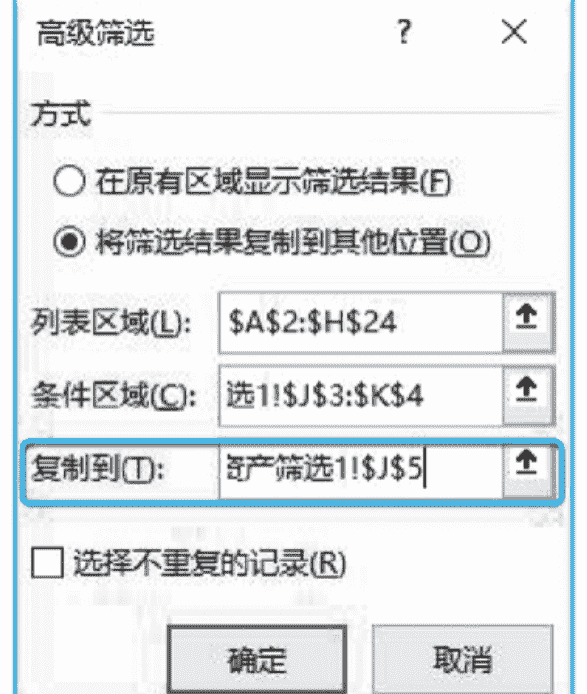 高级筛选 ?
方式
在原有区域显示筛选结果(F)
将筛选结果复制到其他位置(O)
列表区域(L): $A$2:$H$24
条件区域(C): 选1!$J$3:$K$4
复制到(T): 产筛选1!$J$5
选择不重复的记录(R)
确定 取消